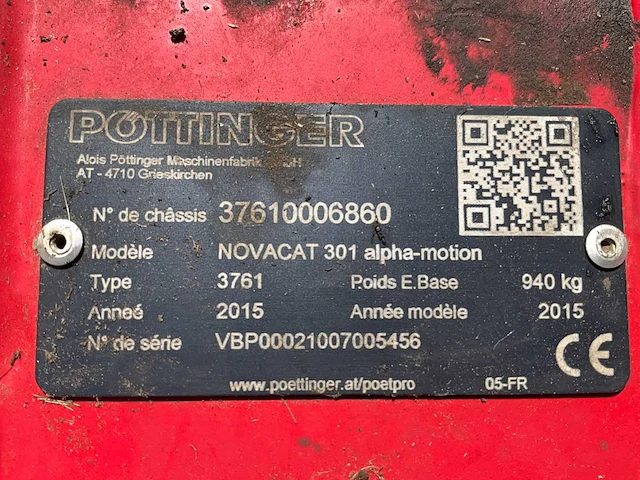 PÖTTINGER
Alois Pöttinger Maschinenfabrik
AT - 4710 Grieskirchen
N° de châssis 37610006860
Modèle NOVACAT 301 alpha-motion
Type 3761 Poids E.Base 940 kg
Anneé 2015 Année modèle 2015
N° de série VBP00021007005456
www.poettinger.at/poetpro 05-FR
CE